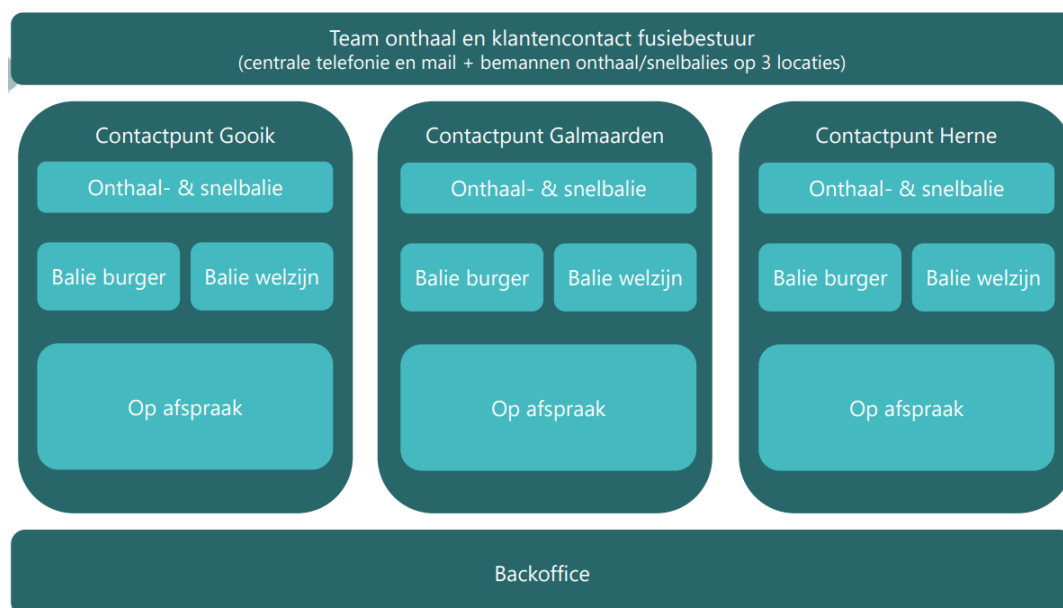 Team onthaal en klantencontact fusiebestuur
(centrale telefonie en mail + bemannen onthaal/snelbalies op 3 locaties)
Contactpunt Gooik
Onthaal- & snelbalie
Balie burger
Balie welzijn
Op afspraak
Contactpunt Galmaarden
Onthaal- & snelbalie
Balie burger
Balie welzijn
Op afspraak
Contactpunt Herne
Onthaal- & snelbalie
Balie burger
Balie welzijn
Op afspraak
Backoffice